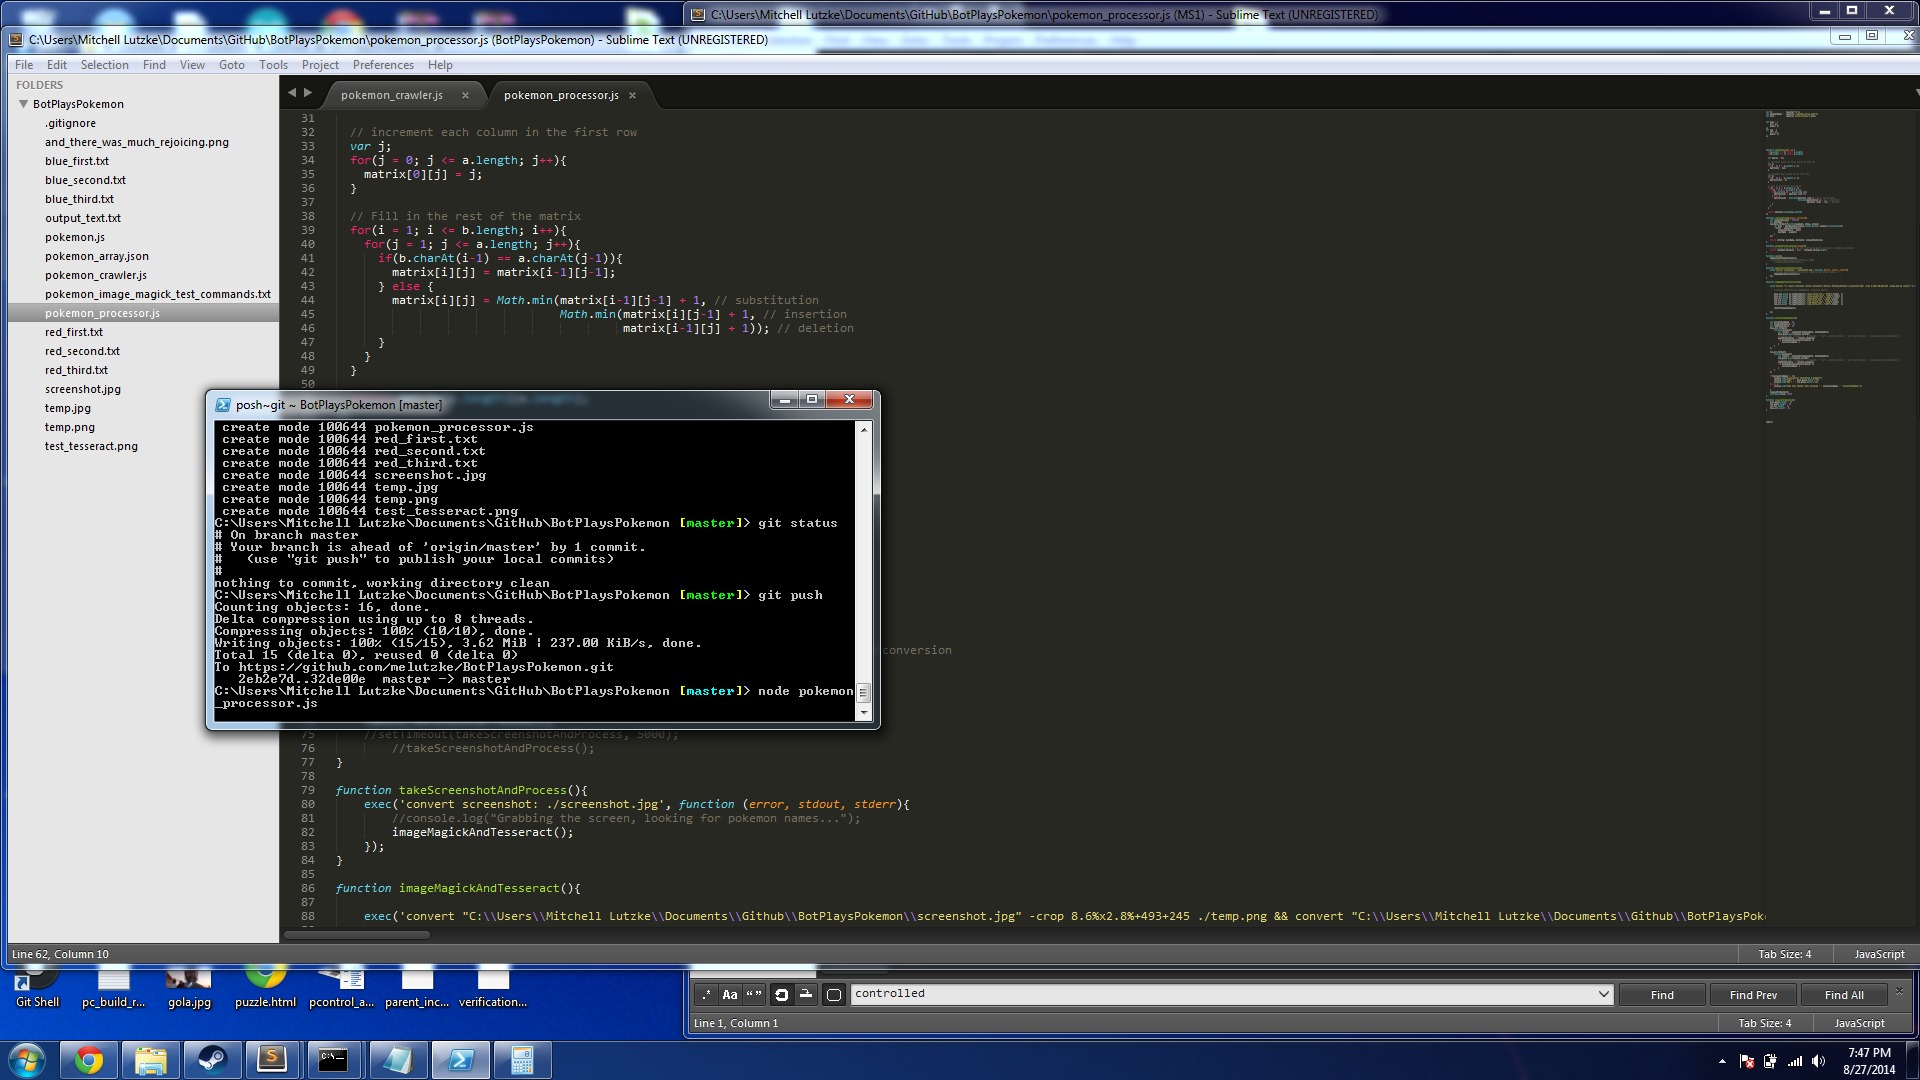 C:\Users\Mitchell Lutzke\Documents\GitHub\BotPlaysPokemon\pokemon_processor.js (MS1) - Sublime Text (UNREGISTERED)
C:\Users\Mitchell Lutzke\Documents\GitHub\BotPlaysPokemon\pokemon_processor.js (BotPlaysPokemon) - Sublime Text (UNREGISTERED)
File Edit Selection Find View Goto Tools Project Preferences Help
FOLDERS
BotPlaysPokemon
.gitignore
and_there_was_much_rejoicing.png
blue_first.txt
blue_second.txt
blue_third.txt
output_text.txt
pokemon.js
pokemon_array.json
pokemon_crawler.js
pokemon_image_magick_test_commands.txt
pokemon_processor.js
red_first.txt
red_second.txt
red_third.txt
screenshot.jpg
temp.jpg
temp.png
test_tesseract.png
pokemon_crawler.js
pokemon_processor.js
31
32 // increment each column in the first row
33 var j;
34 for(j = 0; j <= a.length; j++){
35 matrix[0][j] = j;
36 }
37
38 // Fill in the rest of the matrix
39 for(i = 1; i <= b.length; i++){
40 for(j = 1; j <= a.length; j++){
41 if(b.charAt(i-1) == a.charAt(j-1)){
42 matrix[i][j] = matrix[i-1][j-1];
43 } else {
44 matrix[i][j] = Math.min(matrix[i-1][j-1] + 1, // substitution
45 Math.min(matrix[i][j-1] + 1, // insertion
46 matrix[i-1][j] + 1)); // deletion
47 }
48 }
49 }
50
posh~git ~ BotPlaysPokemon [master]
create mode 100644 pokemon_processor.js
create mode 100644 red_first.txt
create mode 100644 red_second.txt
create mode 100644 red_third.txt
create mode 100644 screenshot.jpg
create mode 100644 temp.jpg
create mode 100644 temp.png
create mode 100644 test_tesseract.png
C:\Users\Mitchell Lutzke\Documents\GitHub\BotPlaysPokemon [master]> git status
# On branch master
# Your branch is ahead of 'origin/master' by 1 commit.
#   (use "git push" to publish your local commits)
#
nothing to commit, working directory clean
C:\Users\Mitchell Lutzke\Documents\GitHub\BotPlaysPokemon [master]> git push
Counting objects: 16, done.
Delta compression using up to 8 threads.
Compressing objects: 100% (10/10), done.
Writing objects: 100% (15/15), 3.62 MiB | 237.00 KiB/s, done.
Total 15 (delta 0), reused 0 (delta 0)
To https://github.com/melutzke/BotPlaysPokemon.git
2eb2e7d..32de00e  master -> master
C:\Users\Mitchell Lutzke\Documents\GitHub\BotPlaysPokemon [master]> node pokemon
_processor.js
conversion
75 //setTimeout(takeScreenshotAndProcess, 5000);
76 //takeScreenshotAndProcess();
77 }
78
79 function takeScreenshotAndProcess(){
80 exec('convert screenshot: ./screenshot.jpg', function (error, stdout, stderr){
81 //console.log("Grabbing the screen, looking for pokemon names...");
82 imageMagickAndTesseract();
83 });
84 }
85
86 function imageMagickAndTesseract(){
87
88 exec('convert "C:\\Users\\Mitchell Lutzke\\Documents\\Github\\BotPlaysPokemon\\screenshot.jpg" -crop 8.6%x2.8%+493+245 ./temp.png && convert "C:\\Users\\Mitchell Lutzke\\Documents\\Github\\BotPlaysPok
Line 62, Column 10
Tab Size: 4
JavaScript
Git Shell
pc_build_r...
gola.jpg
puzzle.html
pcontrol_a...
parent_inc...
verification...
.* Aa “ ”
controlled
Find
Find Prev
Find All
Line 1, Column 1
Tab Size: 4
JavaScript
C:\_
7:47 PM
8/27/2014